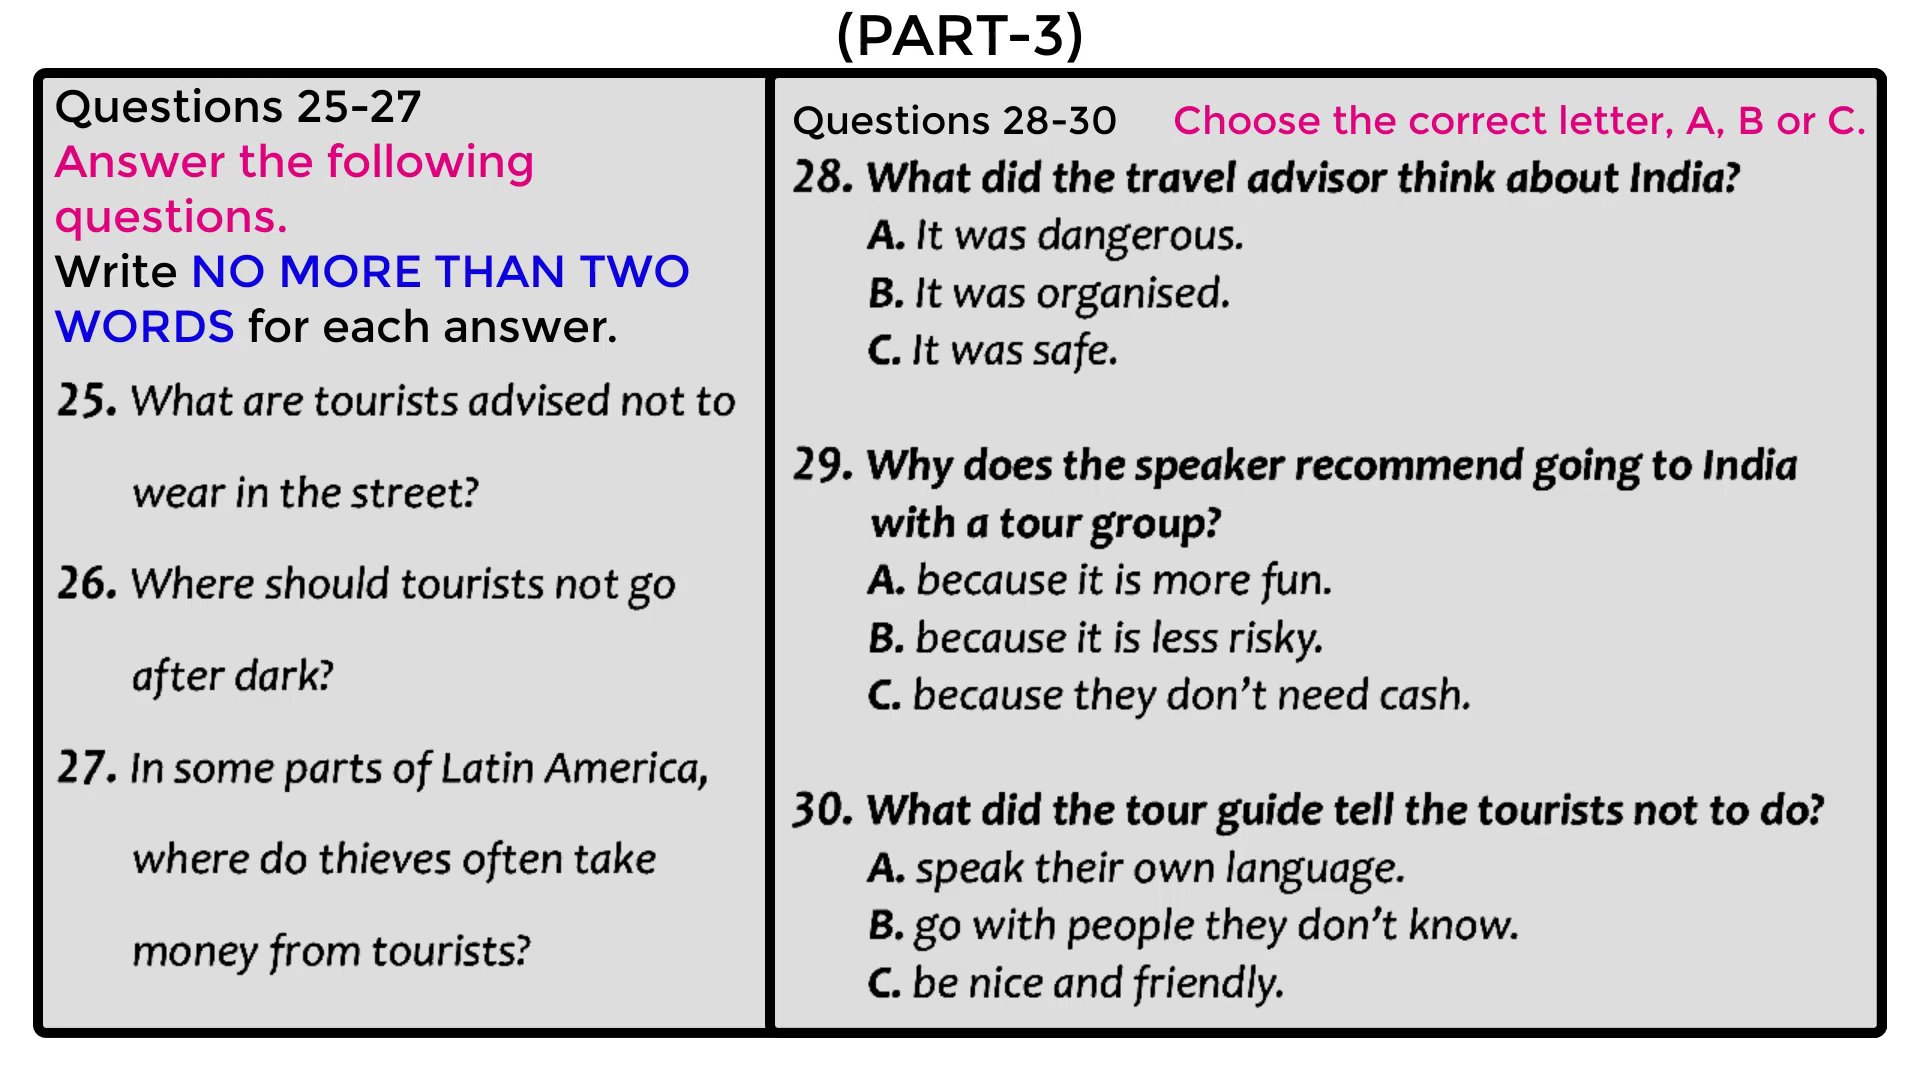 (PART-3)
Questions 25-27
Answer the following
questions.
Write NO MORE THAN TWO
WORDS for each answer.
25. What are tourists advised not to
wear in the street?
26. Where should tourists not go
after dark?
27. In some parts of Latin America,
where do thieves often take
money from tourists?
Questions 28-30 Choose the correct letter, A, B or C.
28. What did the travel advisor think about India?
A. It was dangerous.
B. It was organised.
C. It was safe.
29. Why does the speaker recommend going to India
with a tour group?
A. because it is more fun.
B. because it is less risky.
C. because they don't need cash.
30. What did the tour guide tell the tourists not to do?
A. speak their own language.
B. go with people they don't know.
C. be nice and friendly.